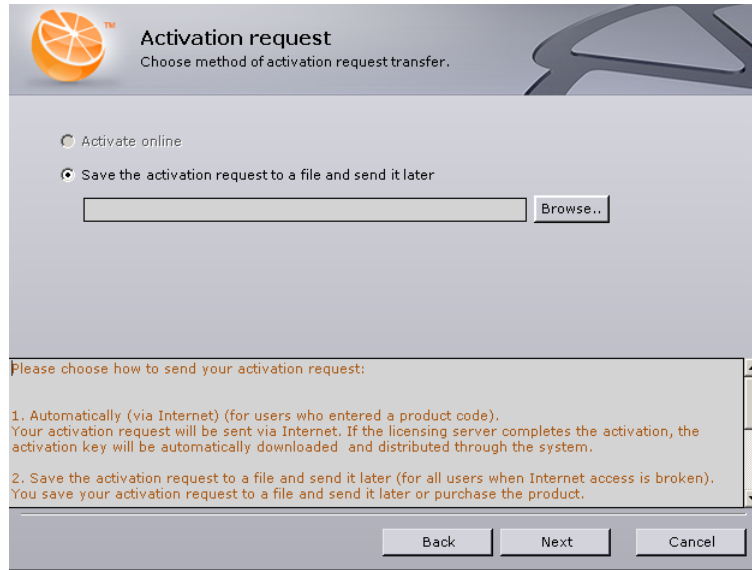 TM
Activation request
Choose method of activation request transfer.
Activate online
Save the activation request to a file and send it later
Browse..
Please choose how to send your activation request:
1. Automatically (via Internet) (for users who entered a product code).
Your activation request will be sent via Internet. If the licensing server completes the activation, the
activation key will be automatically downloaded  and distributed through the system.
2. Save the activation request to a file and send it later (for all users when Internet access is broken).
You save your activation request to a file and send it later or purchase the product.
Back
Next
Cancel